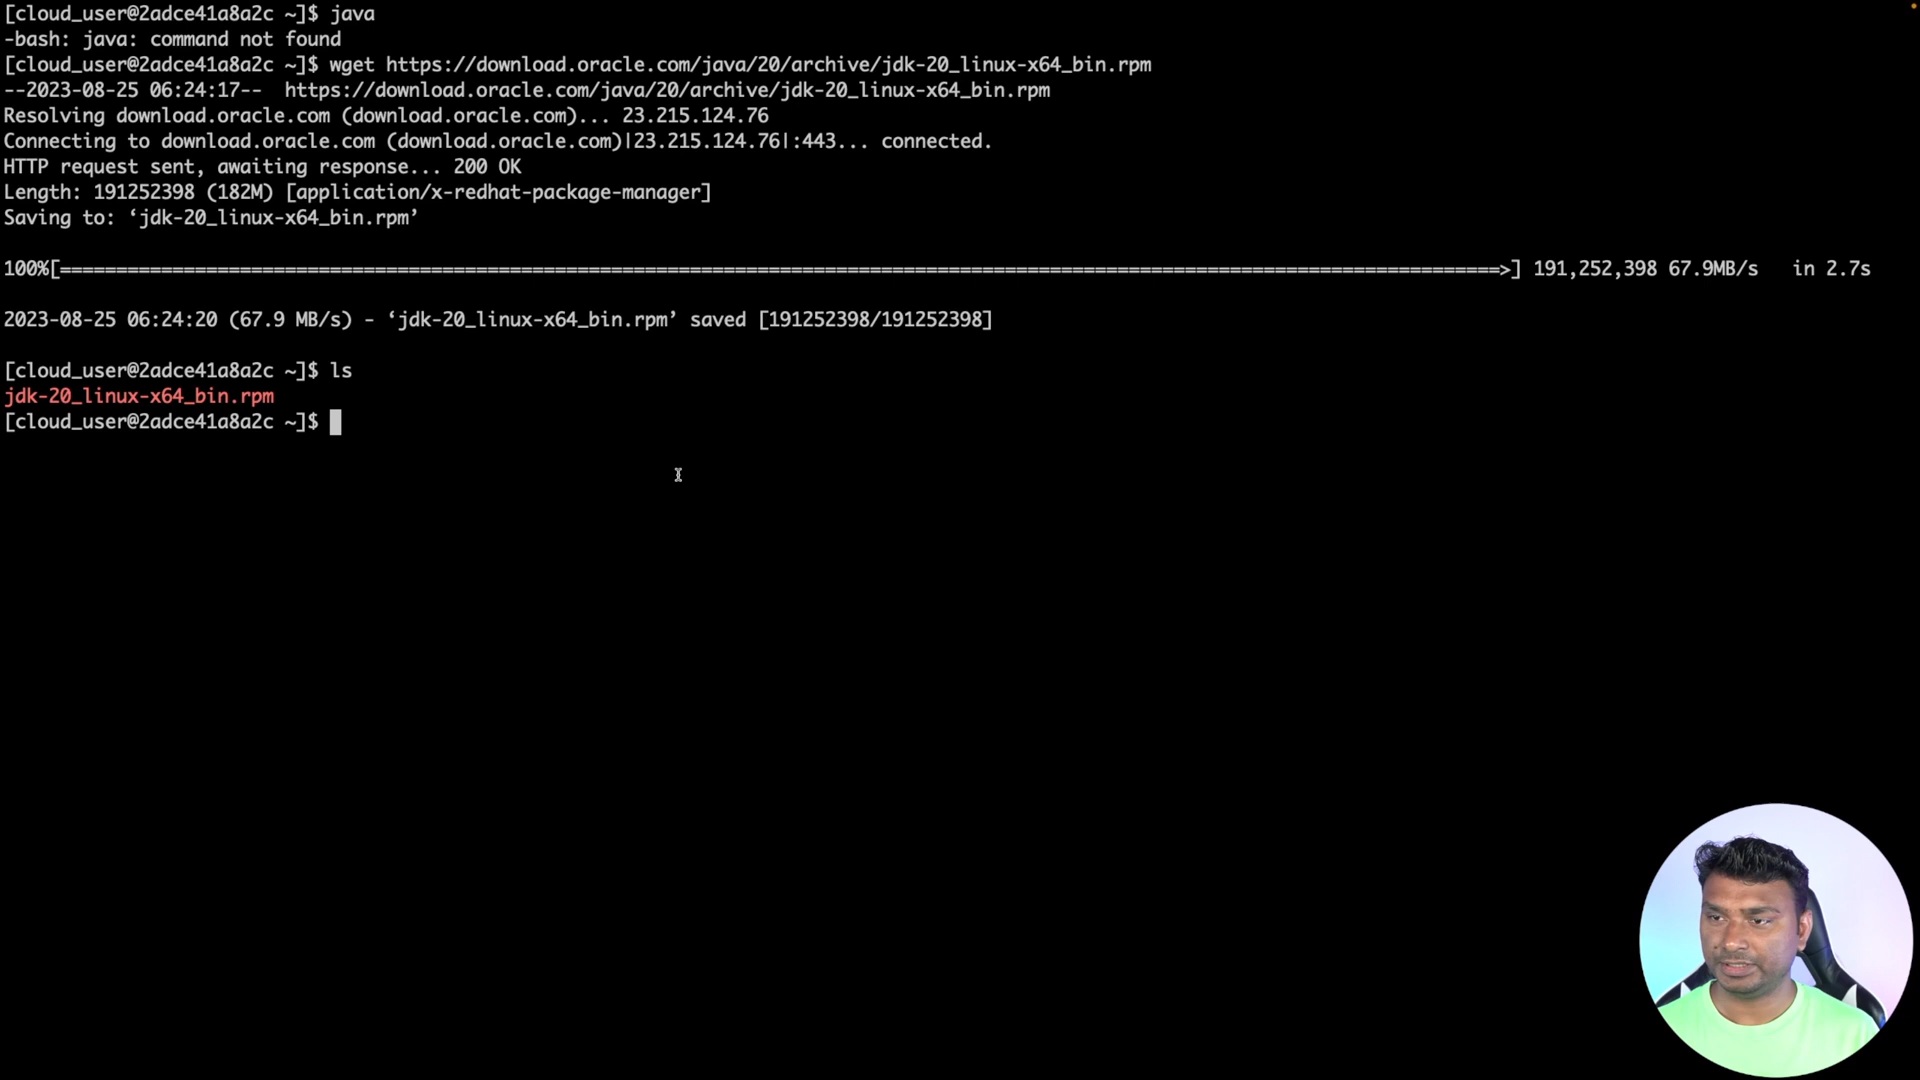 [cloud_user@2adce41a8a2c ~]$ java
-bash: java: command not found
[cloud_user@2adce41a8a2c ~]$ wget https://download.oracle.com/java/20/archive/jdk-20_linux-x64_bin.rpm
--2023-08-25 06:24:17--  https://download.oracle.com/java/20/archive/jdk-20_linux-x64_bin.rpm
Resolving download.oracle.com (download.oracle.com)... 23.215.124.76
Connecting to download.oracle.com (download.oracle.com)|23.215.124.76|:443... connected.
HTTP request sent, awaiting response... 200 OK
Length: 191252398 (182M) [application/x-redhat-package-manager]
Saving to: ‘jdk-20_linux-x64_bin.rpm’
100%[================================================================================================================================>] 191,252,398 67.9MB/s   in 2.7s
2023-08-25 06:24:20 (67.9 MB/s) - ‘jdk-20_linux-x64_bin.rpm’ saved [191252398/191252398]
[cloud_user@2adce41a8a2c ~]$ ls
jdk-20_linux-x64_bin.rpm
[cloud_user@2adce41a8a2c ~]$